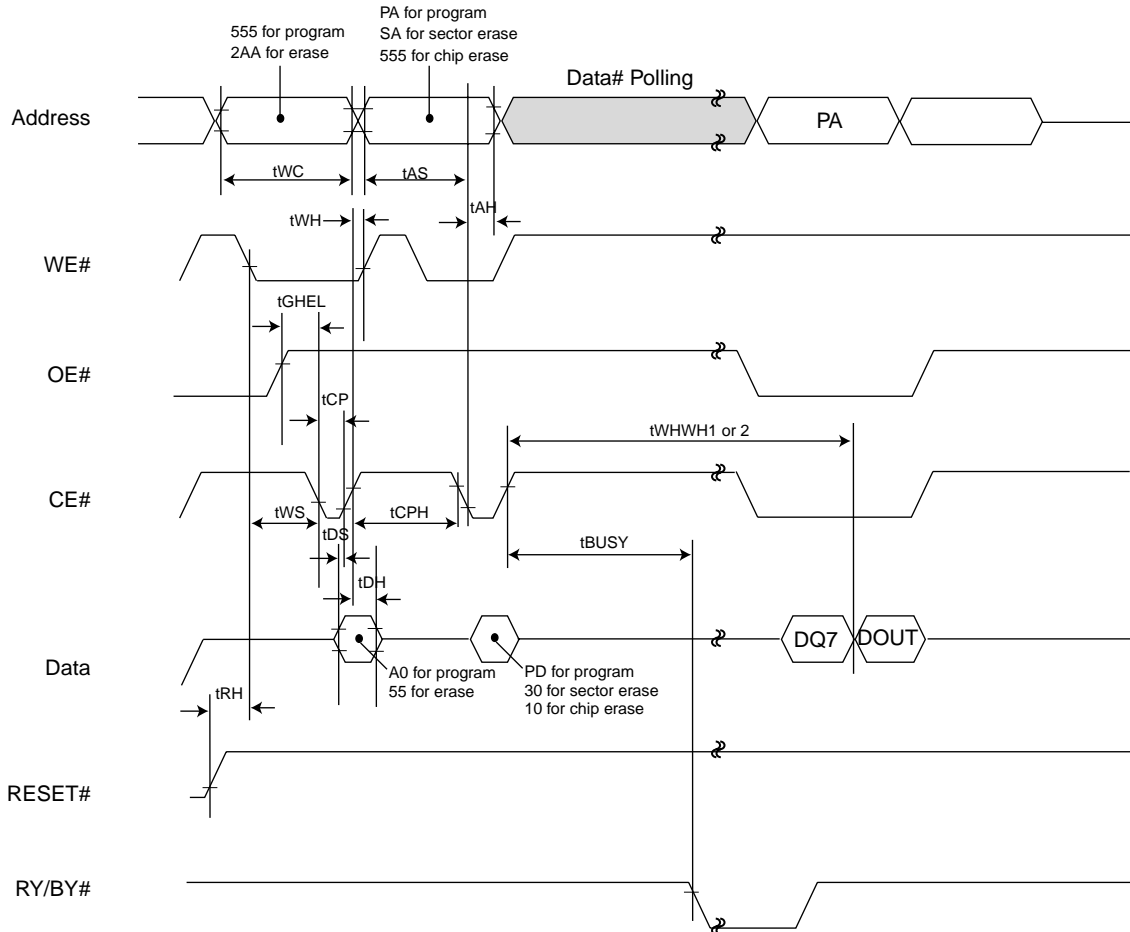 555 for program
2AA for erase
PA for program
SA for sector erase
555 for chip erase
Data# Polling
Address
PA
tWC
tAS
tAH
tWH
WE#
tGHEL
OE#
tCP
tWHWH1 or 2
CE#
tWS
tCPH
tDS
tBUSY
tDH
DQ7
DOUT
Data
A0 for program
55 for erase
PD for program
30 for sector erase
10 for chip erase
tRH
RESET#
RY/BY#